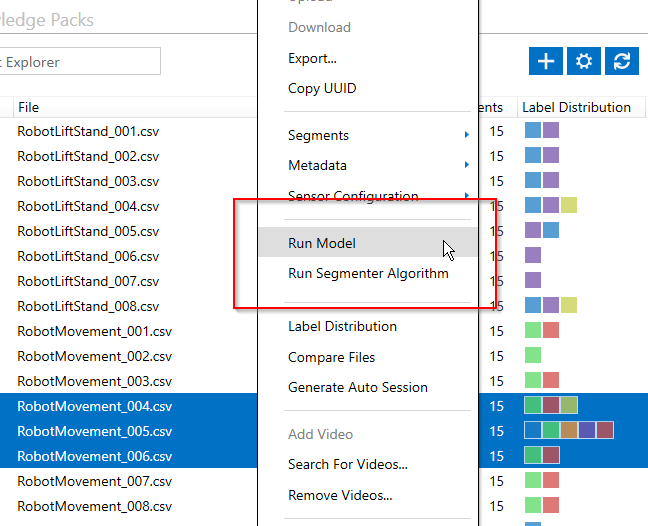 wledge Packs
t Explorer
File
ents
Label Distribution
RobotLiftStand_001.csv 15
RobotLiftStand_002.csv 15
RobotLiftStand_003.csv 15
RobotLiftStand_004.csv 15
RobotLiftStand_005.csv 15
RobotLiftStand_006.csv 15
RobotLiftStand_007.csv 15
RobotLiftStand_008.csv 15
RobotMovement_001.csv 15
RobotMovement_002.csv 15
RobotMovement_003.csv 15
RobotMovement_004.csv 15
RobotMovement_005.csv 15
RobotMovement_006.csv 15
RobotMovement_007.csv 15
RobotMovement_008.csv 15
Upload
Download
Export...
Copy UUID
Segments
Metadata
Sensor Configuration
Run Model
Run Segmenter Algorithm
Label Distribution
Compare Files
Generate Auto Session
Add Video
Search For Videos...
Remove Videos...